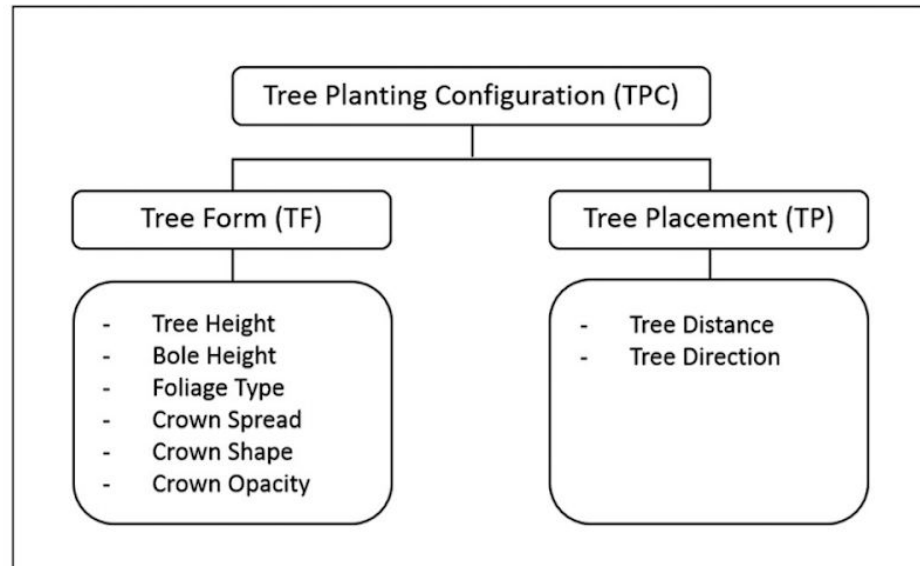 Tree Planting Configuration (TPC)
Tree Form (TF)
Tree Placement (TP)
- Tree Height
- Bole Height
- Foliage Type
- Crown Spread
- Crown Shape
- Crown Opacity
- Tree Distance
- Tree Direction